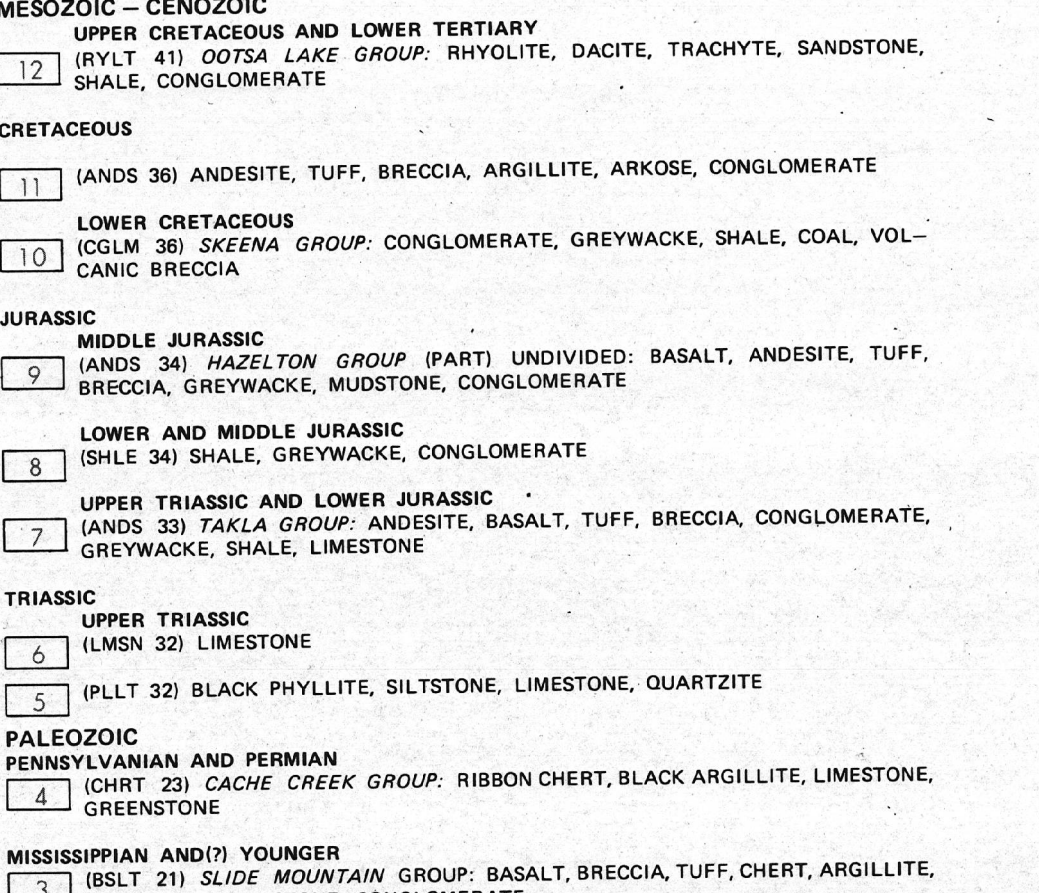 MESOZOIC — CENOZOIC
UPPER CRETACEOUS AND LOWER TERTIARY
12 (RYLT 41) OOTSA LAKE GROUP: RHYOLITE, DACITE, TRACHYTE, SANDSTONE,
SHALE, CONGLOMERATE
CRETACEOUS
11 (ANDS 36) ANDESITE, TUFF, BRECCIA, ARGILLITE, ARKOSE, CONGLOMERATE
LOWER CRETACEOUS
10 (CGLM 36) SKEENA GROUP: CONGLOMERATE, GREYWACKE, SHALE, COAL, VOL—
CANIC BRECCIA
JURASSIC
MIDDLE JURASSIC
9 (ANDS 34) HAZELTON GROUP (PART) UNDIVIDED: BASALT, ANDESITE, TUFF,
BRECCIA, GREYWACKE, MUDSTONE, CONGLOMERATE
LOWER AND MIDDLE JURASSIC
8 (SHLE 34) SHALE, GREYWACKE, CONGLOMERATE
UPPER TRIASSIC AND LOWER JURASSIC
7 (ANDS 33) TAKLA GROUP: ANDESITE, BASALT, TUFF, BRECCIA, CONGLOMERATE,
GREYWACKE, SHALE, LIMESTONE
TRIASSIC
UPPER TRIASSIC
6 (LMSN 32) LIMESTONE
5 (PLLT 32) BLACK PHYLLITE, SILTSTONE, LIMESTONE, QUARTZITE
PALEOZOIC
PENNSYLVANIAN AND PERMIAN
4 (CHRT 23) CACHE CREEK GROUP: RIBBON CHERT, BLACK ARGILLITE, LIMESTONE,
GREENSTONE
MISSISSIPPIAN AND(?) YOUNGER
3 (BSLT 21) SLIDE MOUNTAIN GROUP: BASALT, BRECCIA, TUFF, CHERT, ARGILLITE,